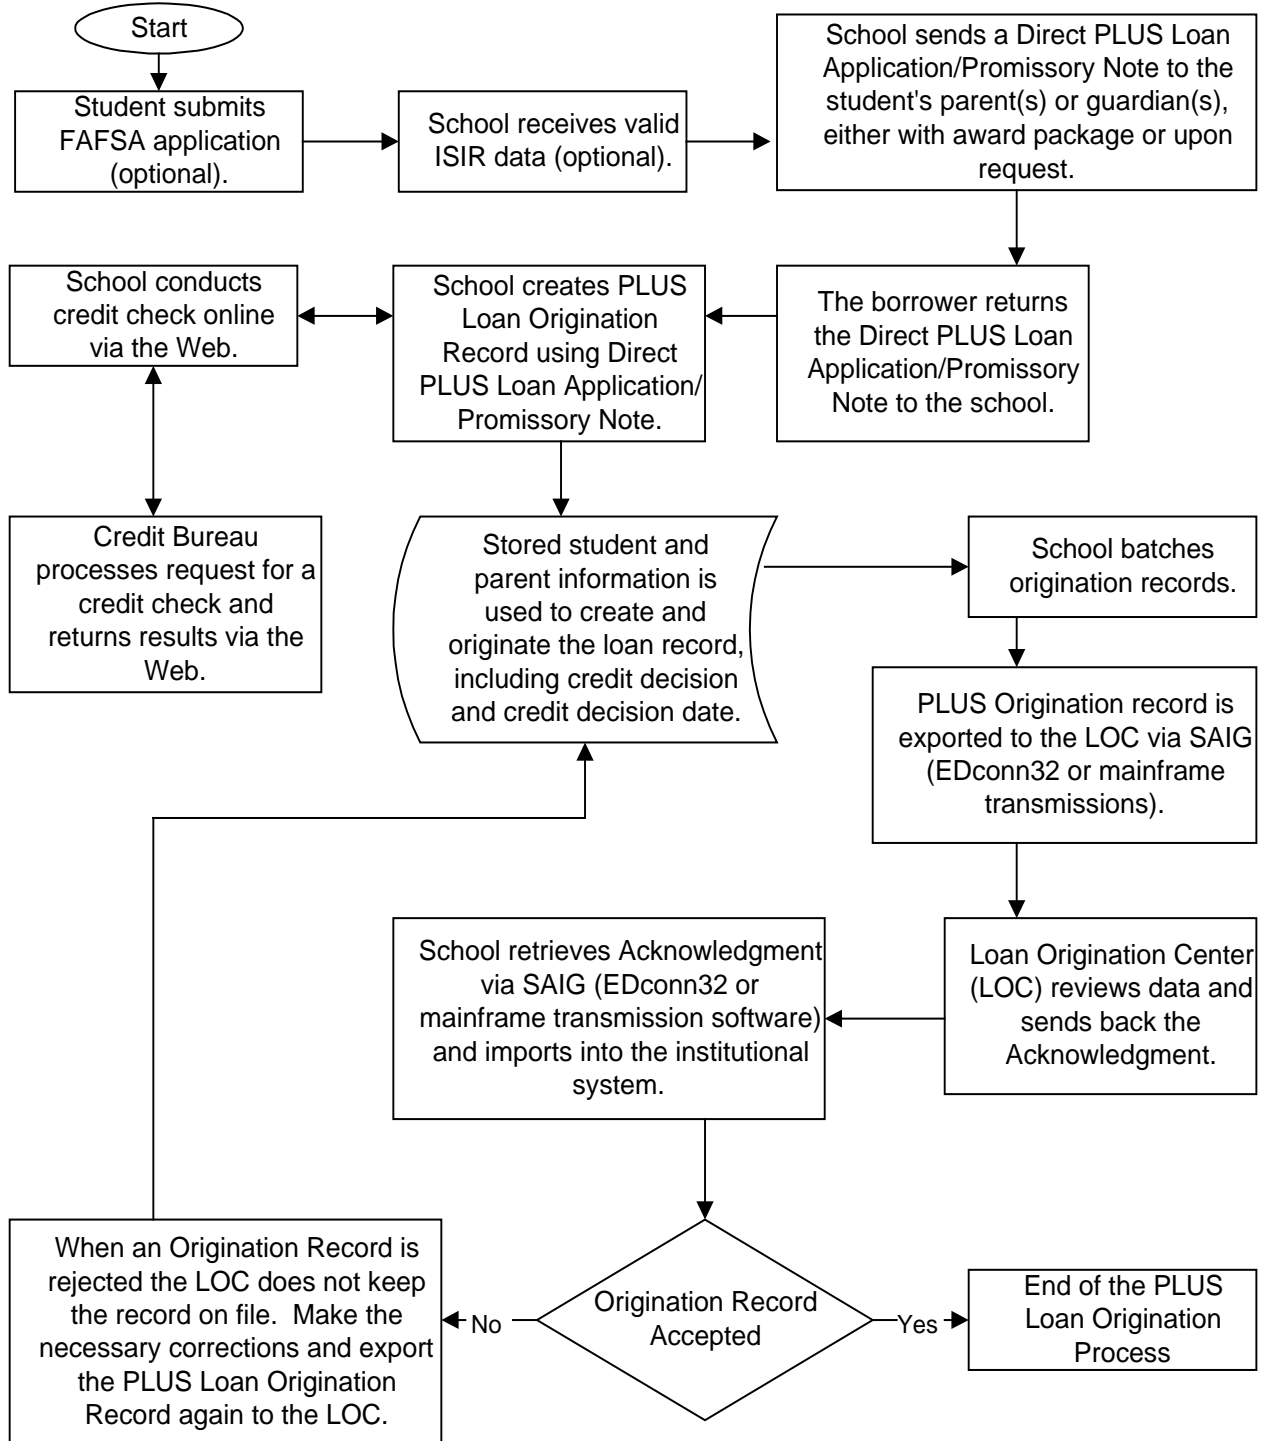 Start
Student submits
FAFSA application
(optional).
School receives valid
ISIR data (optional).
School sends a Direct PLUS Loan
Application/Promissory Note to the
student's parent(s) or guardian(s),
either with award package or upon
request.
The borrower returns
the Direct PLUS Loan
Application/Promissory
Note to the school.
School creates PLUS
Loan Origination
Record using Direct
PLUS Loan Application/
Promissory Note.
School conducts
credit check online
via the Web.
Credit Bureau
processes request for a
credit check and
returns results via the
Web.
Stored student and
parent information is
used to create and
originate the loan record,
including credit decision
and credit decision date.
School batches
origination records.
PLUS Origination record is
exported to the LOC via SAIG
(EDconn32 or mainframe
transmissions).
Loan Origination Center
(LOC) reviews data and
sends back the
Acknowledgment.
School retrieves Acknowledgment
via SAIG (EDconn32 or
mainframe transmission software)
and imports into the institutional
system.
Origination Record
Accepted
No
When an Origination Record is
rejected the LOC does not keep
the record on file.  Make the
necessary corrections and export
the PLUS Loan Origination
Record again to the LOC.
Yes
End of the PLUS
Loan Origination
Process